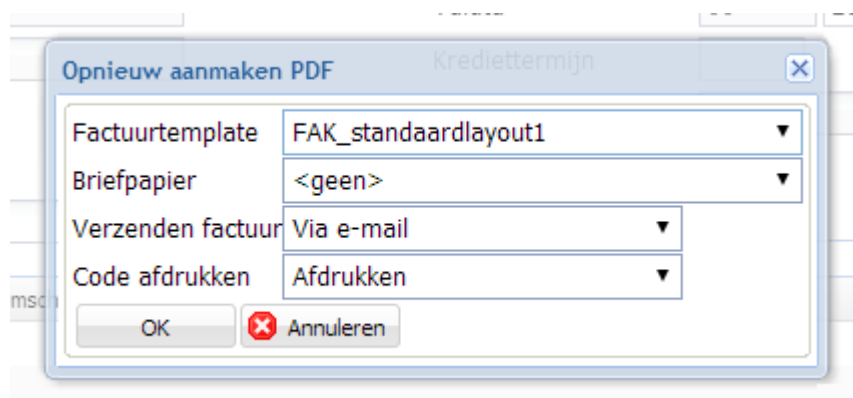 Opnieuw aanmaken PDF
Kredietermijn
Factuurtemplate FAK_standaardlayout1
Briefpapier <geen>
Verzenden factuur Via e-mail
Code afdrukken Afdrukken
OK Annuleren